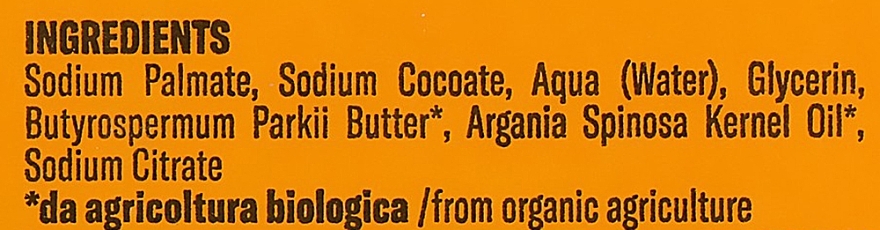 INGREDIENTS
Sodium Palmate, Sodium Cocoate, Aqua (Water), Glycerin,
Butyrospermum Parkii Butter*, Argania Spinosa Kernel Oil*,
Sodium Citrate
*da agricoltura biologica /from organic agriculture